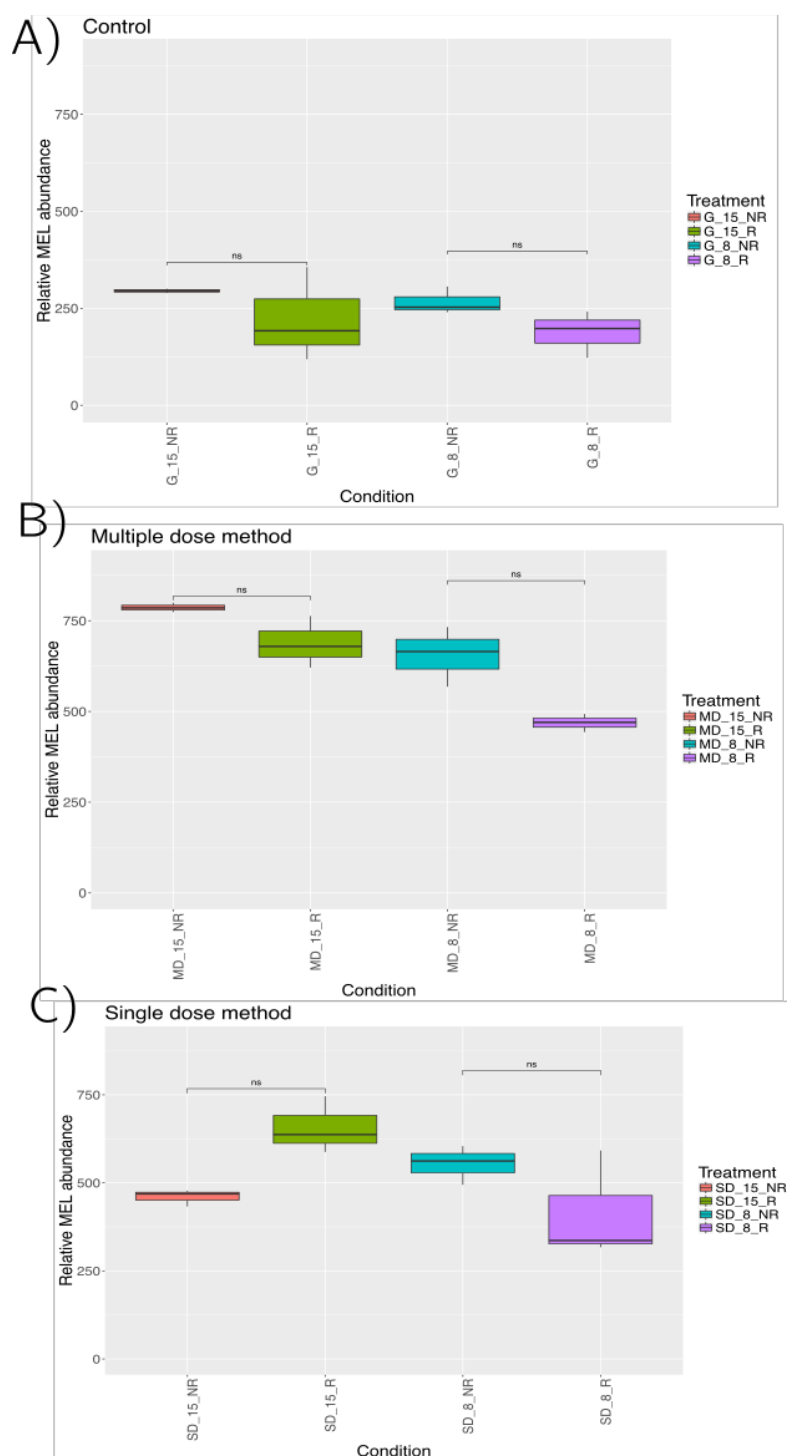 A)
Control
Relative MEL abundance
750
500
250
0
ns
ns
G_15_NR
G_15_R
G_8_NR
G_8_R
Condition
Treatment
G_15_NR
G_15_R
G_8_NR
G_8_R
B)
Multiple dose method
Relative MEL abundance
750
500
250
0
ns
ns
MD_15_NR
MD_15_R
MD_8_NR
MD_8_R
Condition
Treatment
MD_15_NR
MD_15_R
MD_8_NR
MD_8_R
C)
Single dose method
Relative MEL abundance
750
500
250
0
ns
ns
SD_15_NR
SD_15_R
SD_8_NR
SD_8_R
Condition
Treatment
SD_15_NR
SD_15_R
SD_8_NR
SD_8_R